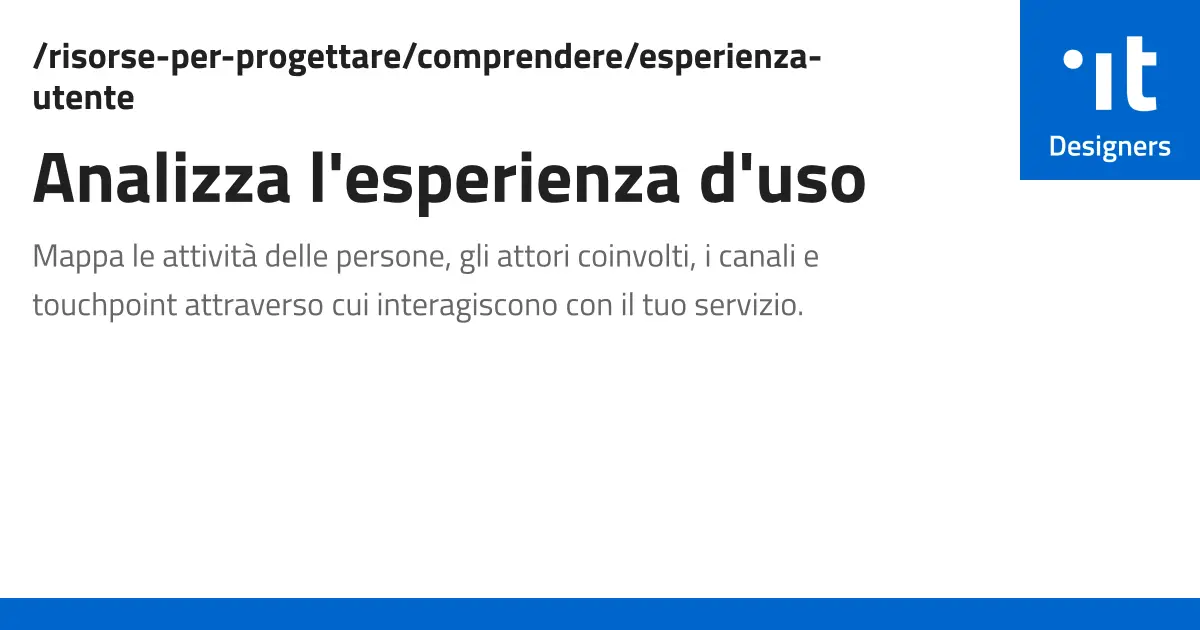 /risorse-per-progettare/comprendere/esperienza-
utente
Analizza l'esperienza d'uso
Mappa le attività delle persone, gli attori coinvolti, i canali e
touchpoint attraverso cui interagiscono con il tuo servizio.
it
Designers